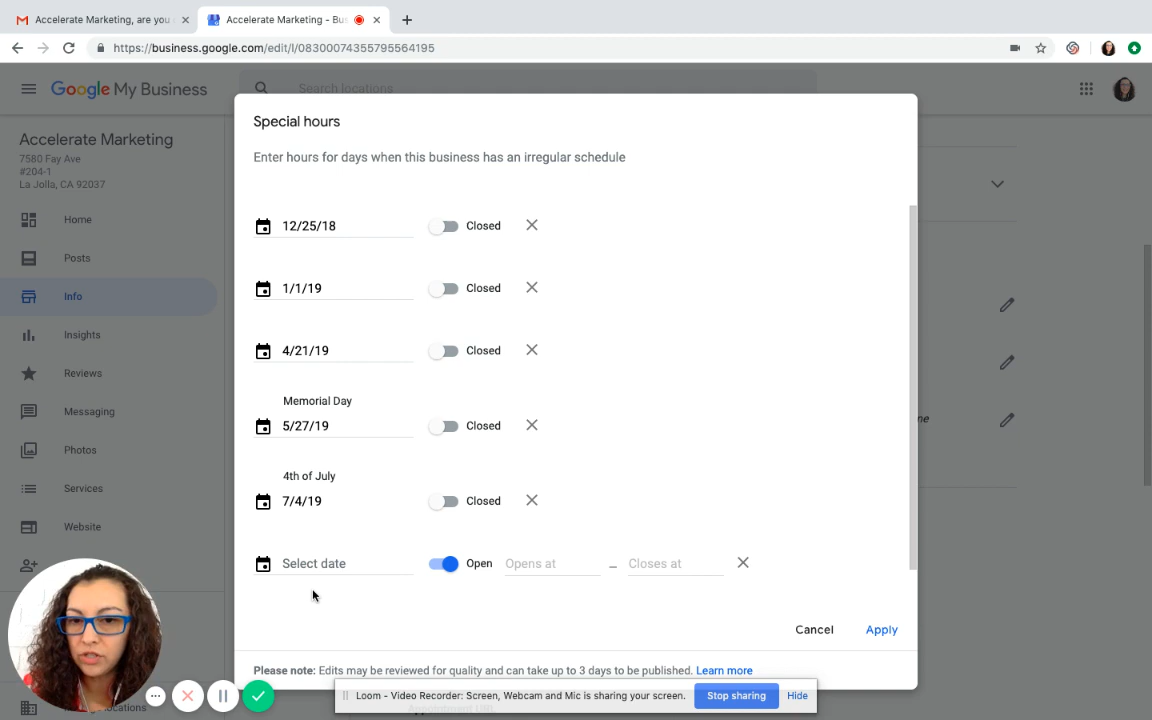 Accelerate Marketing, are you
Accelerate Marketing - Bus
https://business.google.com/edit/l/08300074355795564195
Google My Business
Search locations
Accelerate Marketing
7580 Fay Ave
#204-1
La Jolla, CA 92037
Home
Posts
Info
Insights
Reviews
Messaging
Photos
Services
Website
Special hours
Enter hours for days when this business has an irregular schedule
12/25/18 Closed
1/1/19 Closed
4/21/19 Closed
Memorial Day
5/27/19 Closed
4th of July
7/4/19 Closed
Select date Open Opens at – Closes at
Cancel Apply
Please note: Edits may be reviewed for quality and can take up to 3 days to be published. Learn more
Loom - Video Recorder: Screen, Webcam and Mic is sharing your screen. Stop sharing Hide
Appointment URL